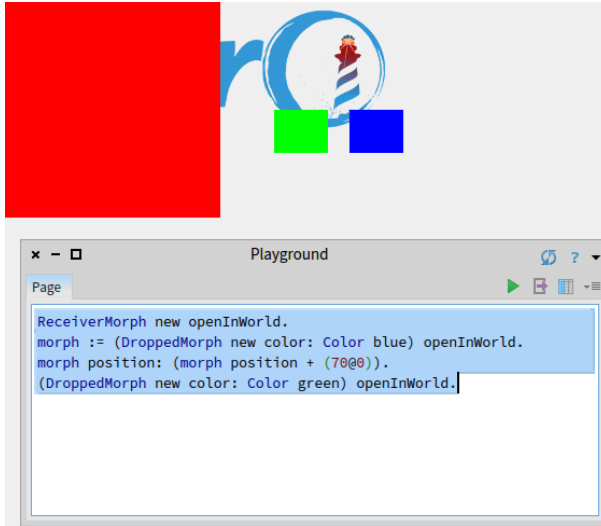 rO
× − □ Playground ?
Page
ReceiverMorph new openInWorld.
morph := (DroppedMorph new color: Color blue) openInWorld.
morph position: (morph position + (70@0)).
(DroppedMorph new color: Color green) openInWorld.